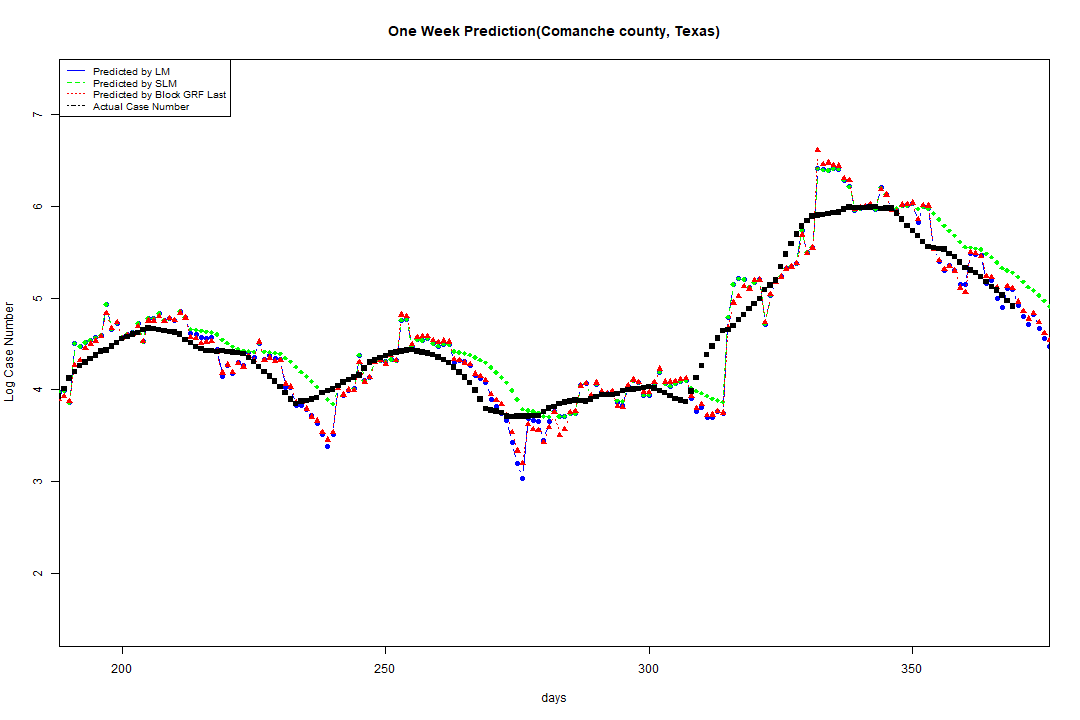 One Week Prediction(Comanche county, Texas)
Predicted by LM
Predicted by SLM
Predicted by Block GRF Last
Actual Case Number
7
6
5
4
3
2
Log Case Number
200 250 300 350
days